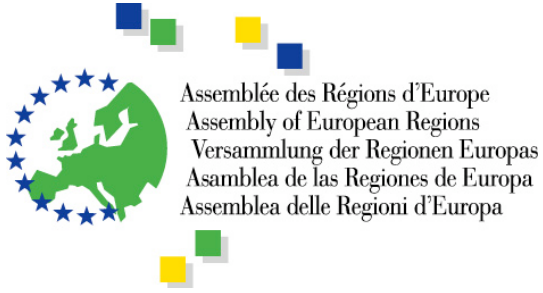 Assemblée des Régions d'Europe
Assembly of European Regions
Versammlung der Regionen Europas
Asamblea de las Regiones de Europa
Assemblea delle Regioni d'Europa